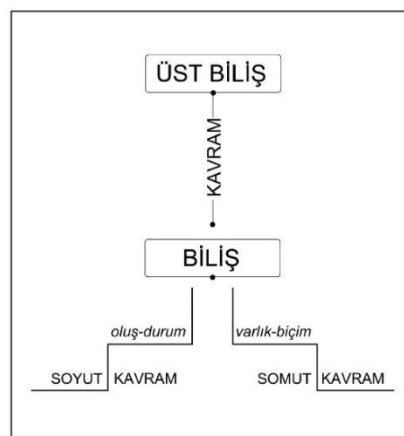 ÜST BİLİŞ
KAVRAM
BİLİŞ
oluş-durum varlık-biçim
SOYUT KAVRAM SOMUT KAVRAM